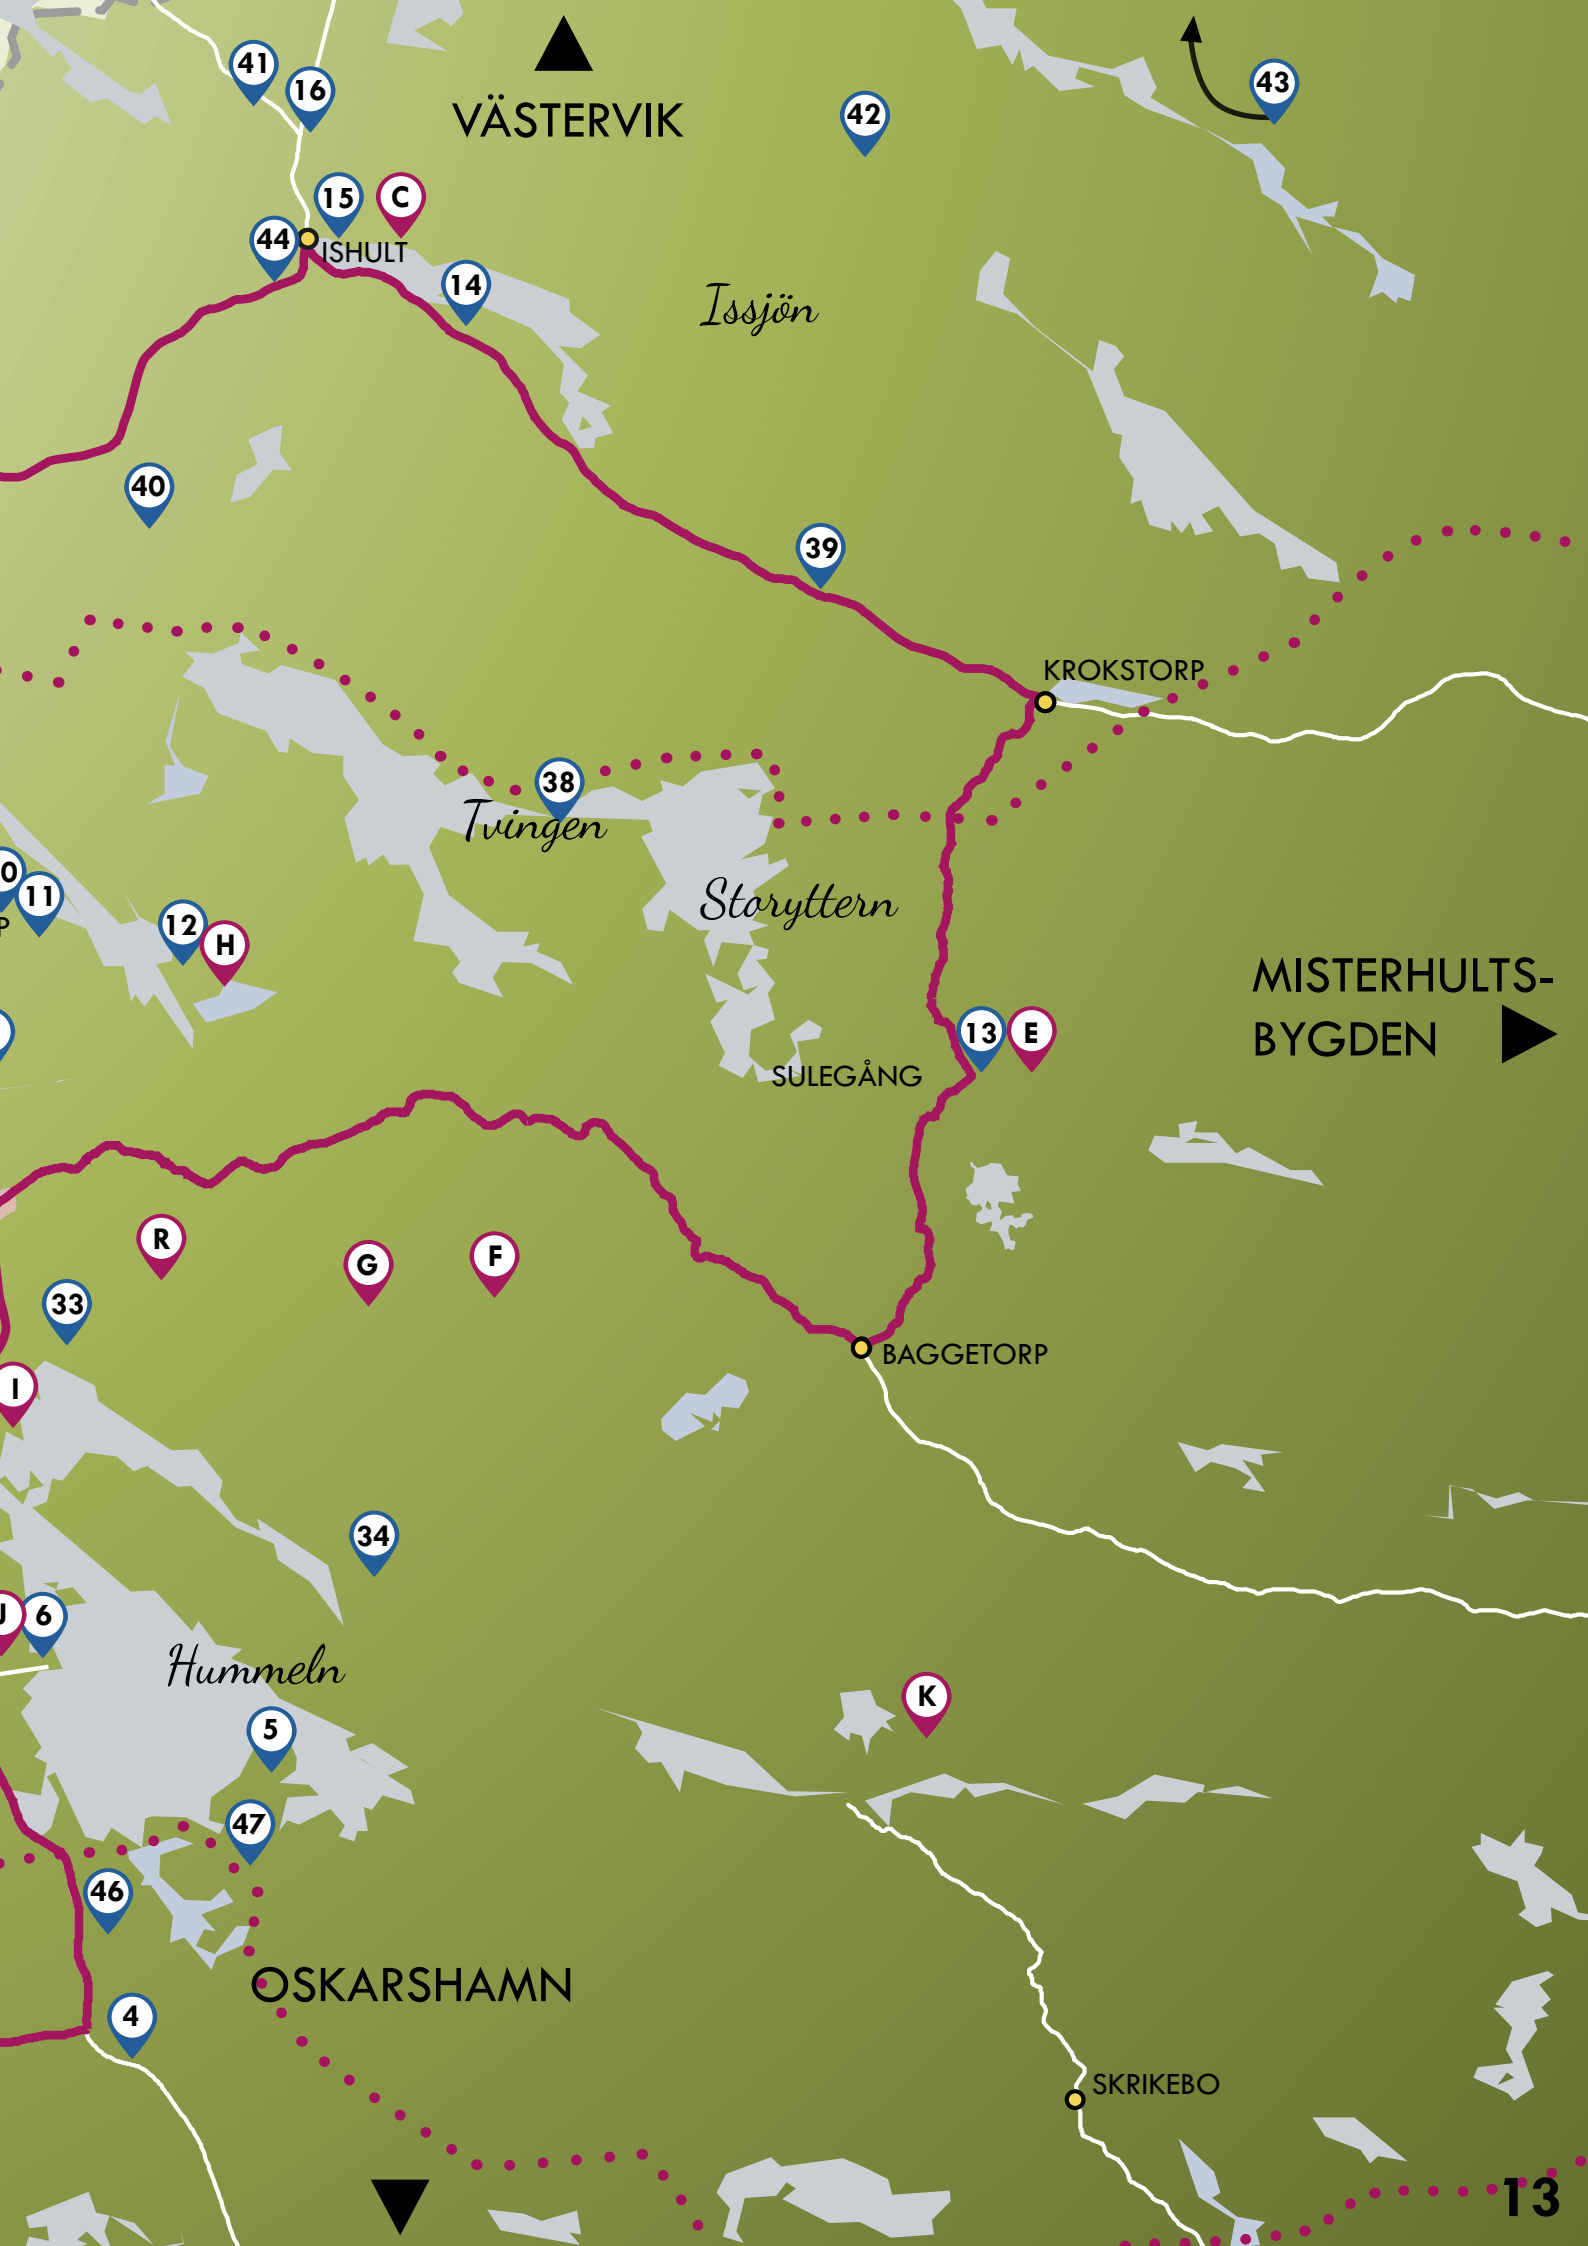 41
16
VÄSTERVIK
42
43
15
C
44
ISHULT
14
Issjön
40
39
KROKSTORP
38
Tvingen
0
11
P
12
H
Storyttern
MISTERHULTS-
BYGDEN
13
E
SULEGÅNG
R
G
F
33
BAGGETORP
I
34
6
Hummeln
K
5
47
46
OSKARSHAMN
4
SKRIKEBO
13